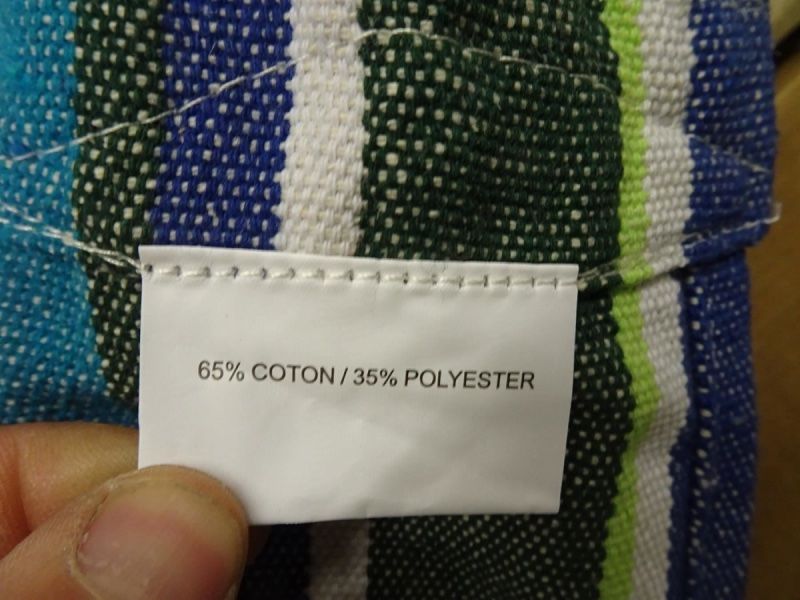 65% COTON / 35% POLYESTER